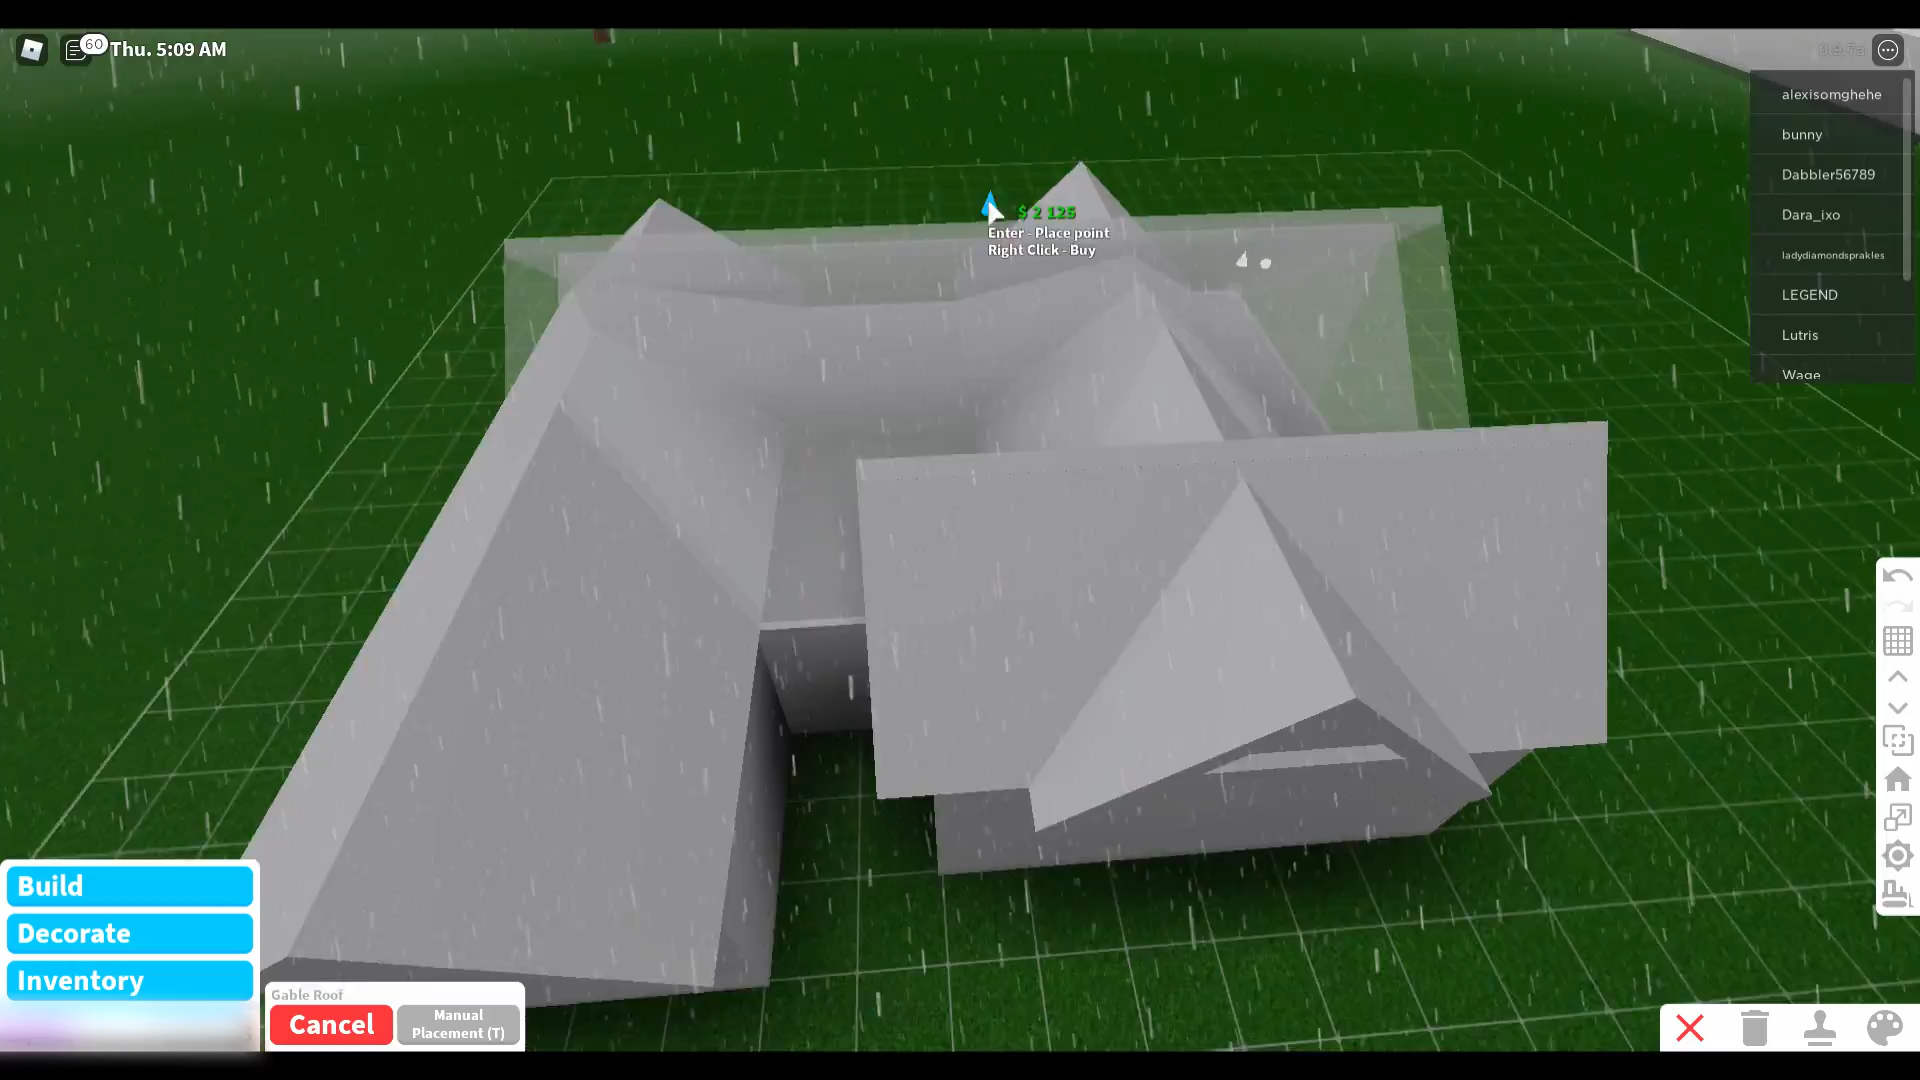 60
Thu. 5:09 AM
alexisomghehe
bunny
Dabbler56789
Dara_ixo
ladydiamondsprakles
LEGEND
Lutris
Wage
$ 2 125
Enter - Place point
Right Click - Buy
Build
Decorate
Inventory
Gable Roof
Cancel
Manual
Placement (T)